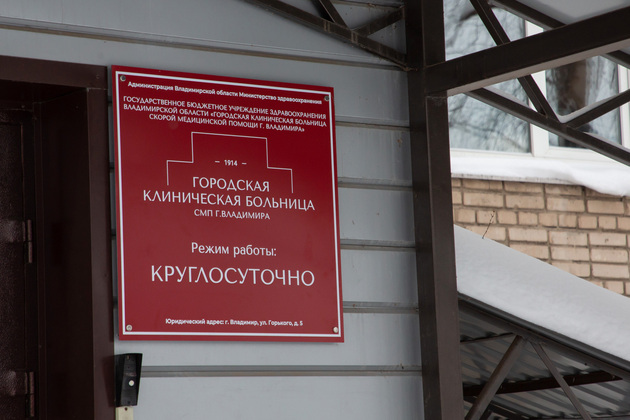 Администрация Владимирской области Министерство здравоохранения
ГОСУДАРСТВЕННОЕ БЮДЖЕТНОЕ УЧРЕЖДЕНИЕ ЗДРАВООХРАНЕНИЯ
ВЛАДИМИРСКОЙ ОБЛАСТИ «ГОРОДСКАЯ КЛИНИЧЕСКАЯ БОЛЬНИЦА
СКОРОЙ МЕДИЦИНСКОЙ ПОМОЩИ Г. ВЛАДИМИРА»
– 1914 –
ГОРОДСКАЯ
КЛИНИЧЕСКАЯ БОЛЬНИЦА
СМП Г.ВЛАДИМИРА
Режим работы:
КРУГЛОСУТОЧНО
Юридический адрес: г. Владимир, ул. Горького, д. 5